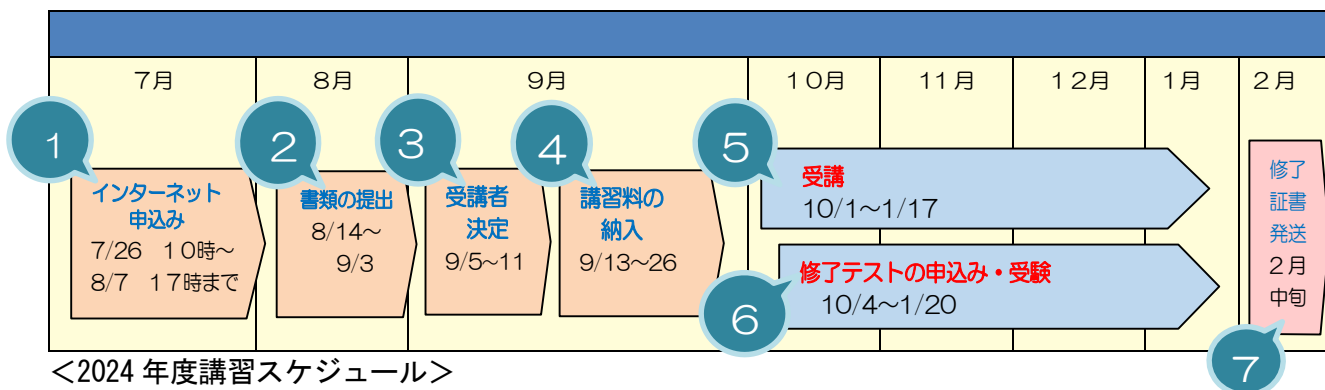 7月
8月
9月
10月
11月
12月
1月
2月
1
インターネット
申込み
7/26 10時～
8/7 17時まで
2
書類の提出
8/14～
9/3
3
受講者
決定
9/5~11
4
講習料の
納入
9/13~26
5
受講
10/1~1/17
6
修了テストの申込み・受験
10/4~1/20
修了
証書
発送
2月
中旬
7
＜2024 年度講習スケジュール＞